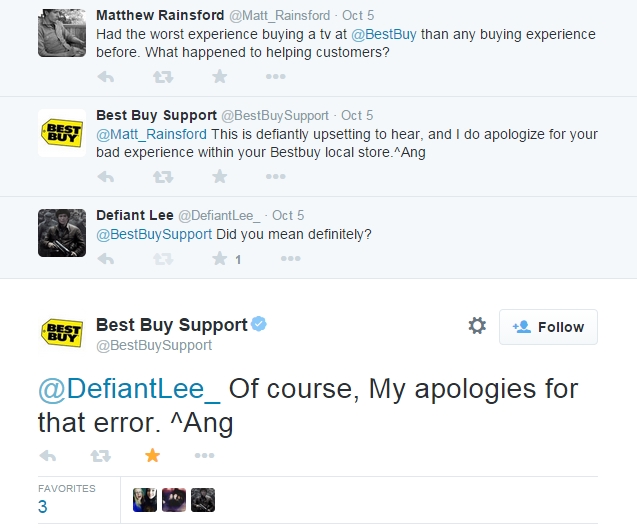 Matthew Rainsford @Matt_Rainsford · Oct 5
Had the worst experience buying a tv at @BestBuy than any buying experience
before. What happened to helping customers?
BEST
BUY
Best Buy Support @BestBuySupport · Oct 5
@Matt_Rainsford This is defiantly upsetting to hear, and I do apologize for your
bad experience within your Bestbuy local store.^Ang
Defiant Lee @DefiantLee_ · Oct 5
@BestBuySupport Did you mean definitely?
1
BEST
BUY
Best Buy Support
@BestBuySupport
Follow
@DefiantLee_ Of course, My apologies for
that error. ^Ang
FAVORITES
3